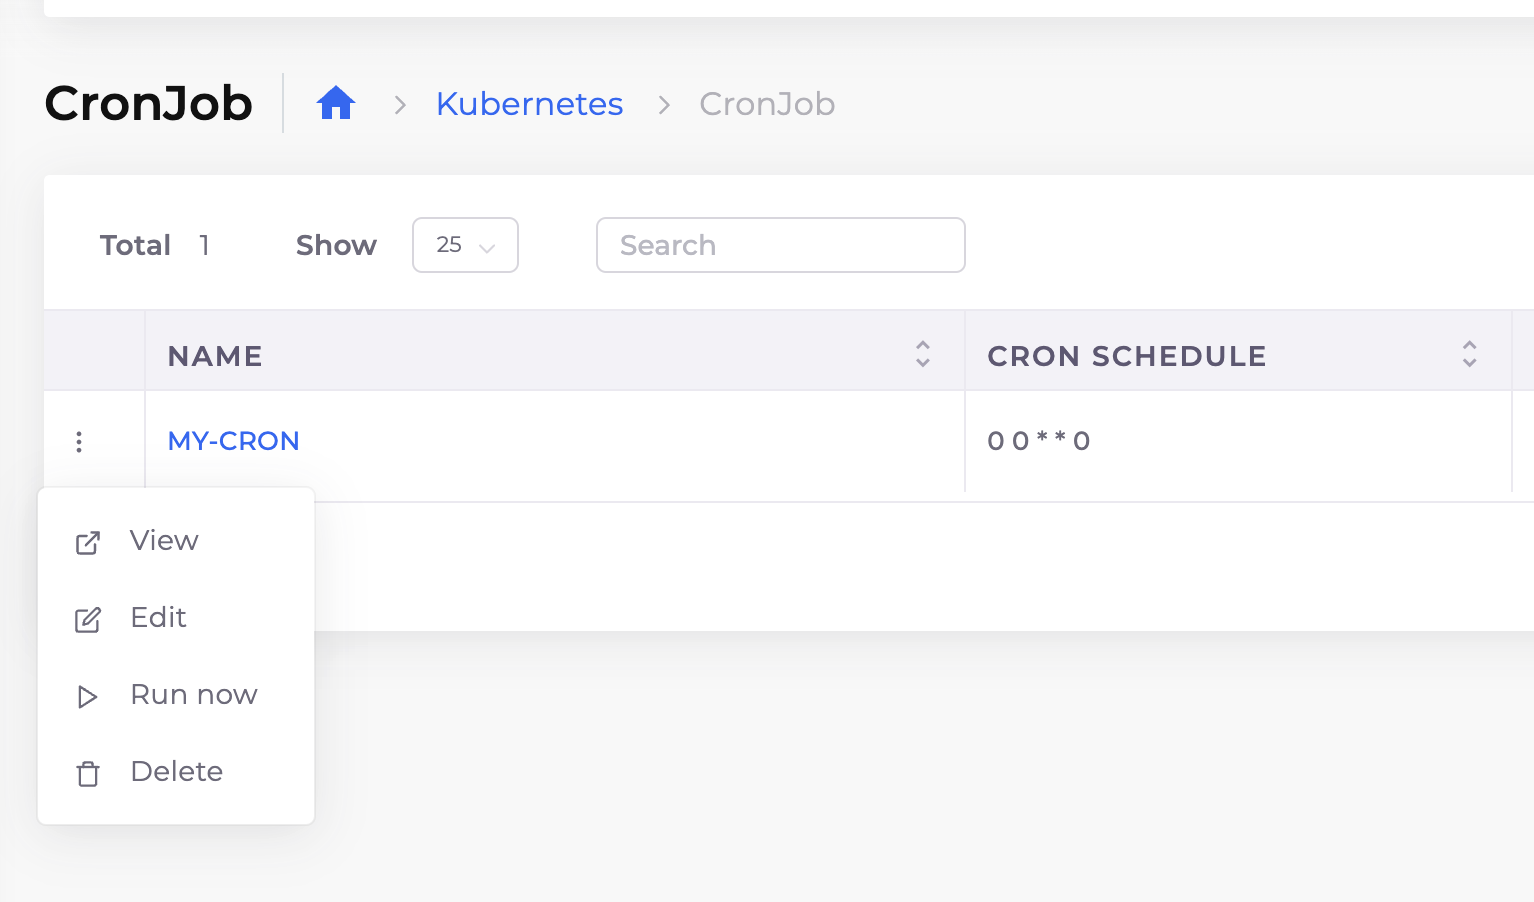 CronJob Kubernetes CronJob
Total 1 Show 25 Search
NAME CRON SCHEDULE
MY-CRON 0 0 * * 0
View
Edit
Run now
Delete